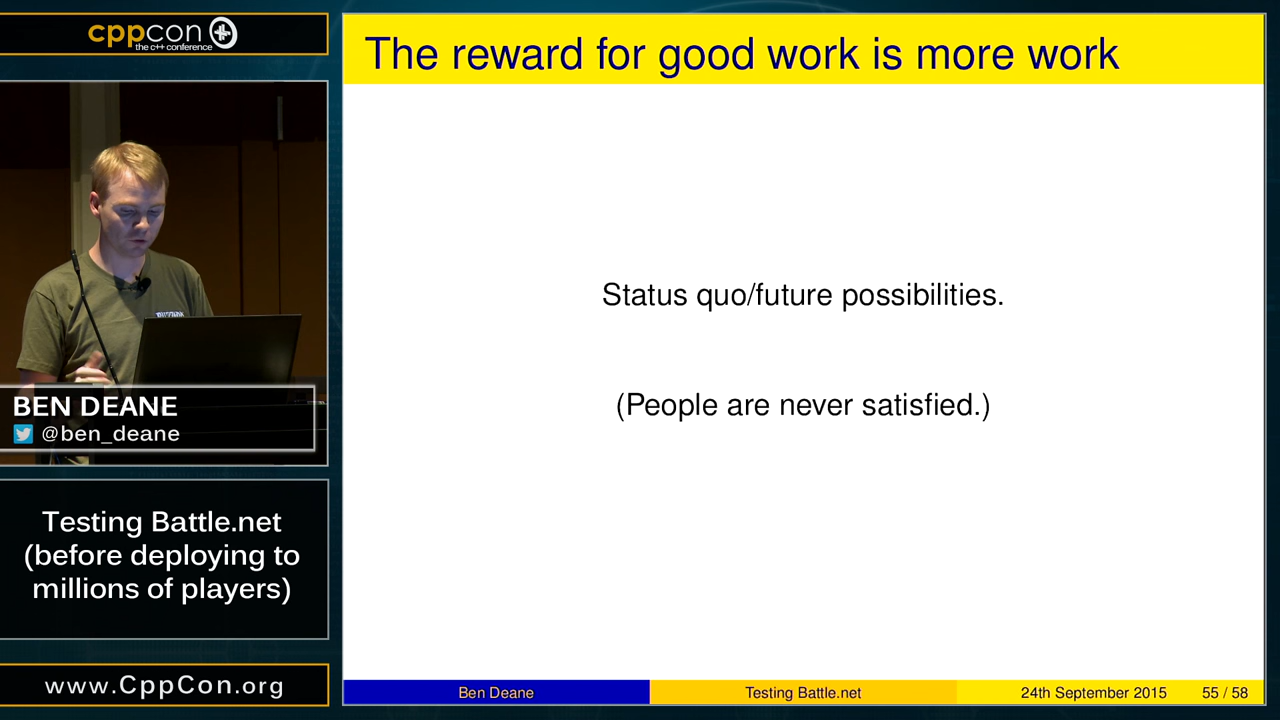 cppcon
the c++ conference
The reward for good work is more work
Status quo/future possibilities.
(People are never satisfied.)
BEN DEANE
@ben_deane
Testing Battle.net
(before deploying to
millions of players)
www.CppCon.org
Ben Deane
Testing Battle.net
24th September 2015
55 / 58